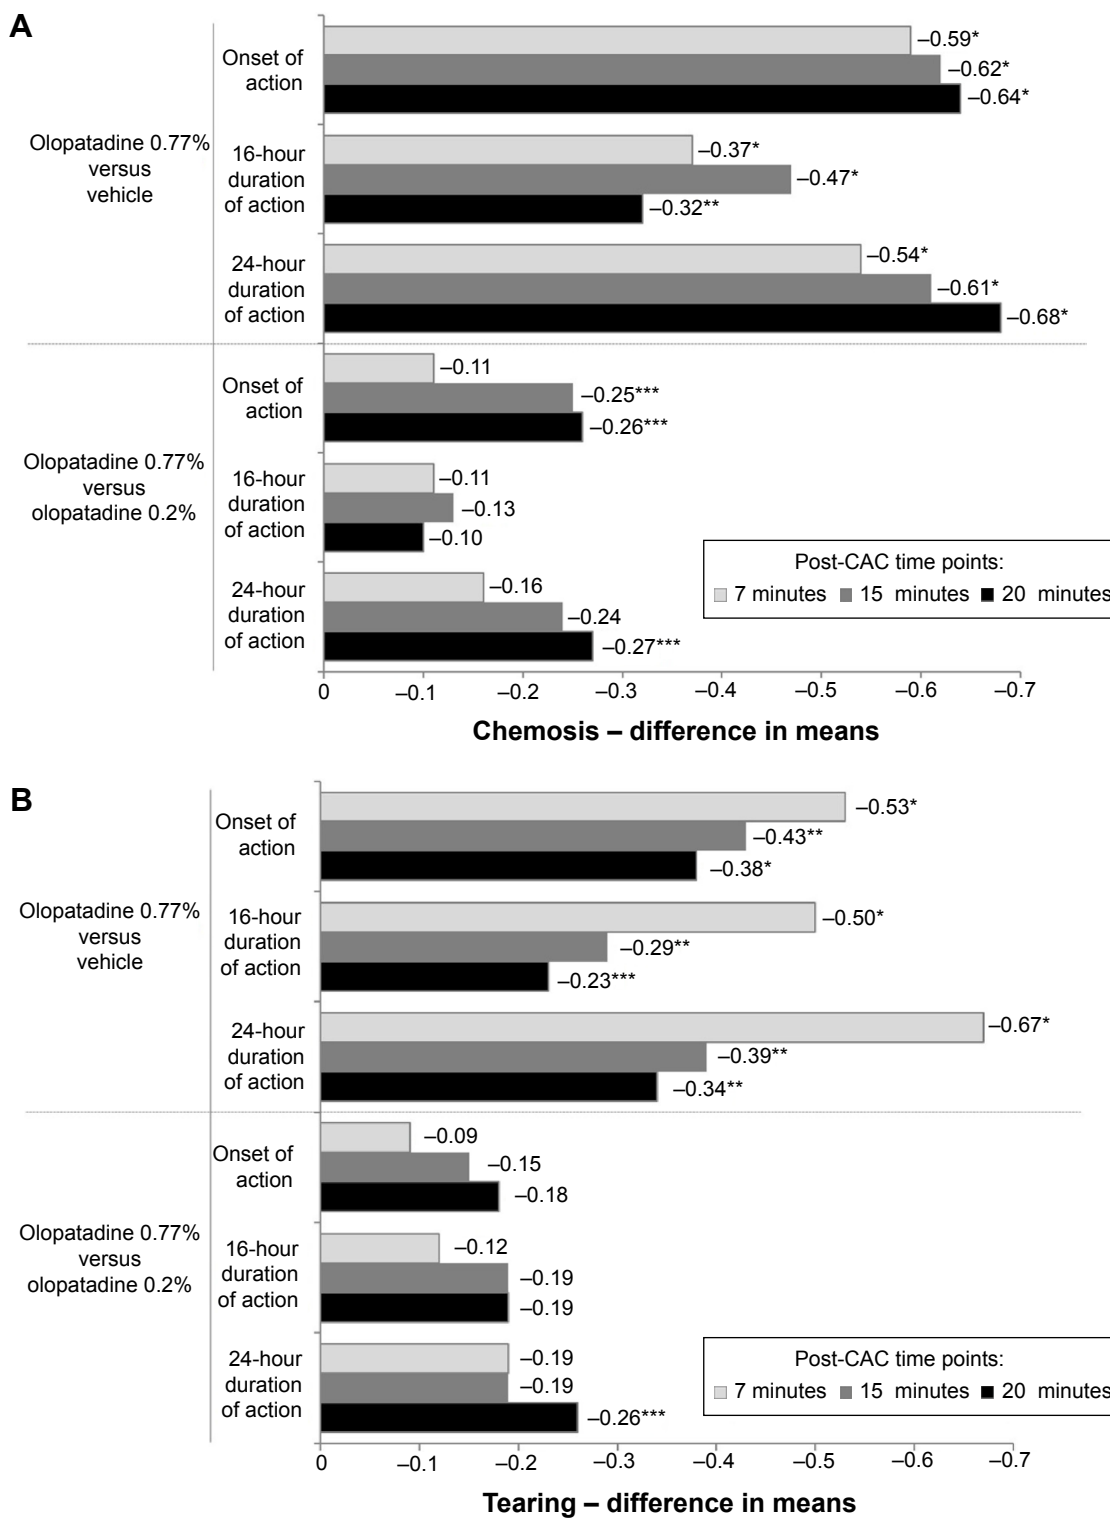 A
Olopatadine 0.77%
versus
vehicle
Onset of
action
–0.59*
–0.62*
–0.64*
16-hour
duration
of action
–0.37*
–0.47*
–0.32**
24-hour
duration
of action
–0.54*
–0.61*
–0.68*
Olopatadine 0.77%
versus
olopatadine 0.2%
Onset of
action
–0.11
–0.25***
–0.26***
16-hour
duration
of action
–0.11
–0.13
–0.10
24-hour
duration
of action
–0.16
–0.24
–0.27***
Post-CAC time points:
7 minutes 15 minutes 20 minutes
0 –0.1 –0.2 –0.3 –0.4 –0.5 –0.6 –0.7
Chemosis – difference in means
B
Olopatadine 0.77%
versus
vehicle
Onset of
action
–0.53*
–0.43**
–0.38*
16-hour
duration
of action
–0.50*
–0.29**
–0.23***
24-hour
duration
of action
–0.67*
–0.39**
–0.34**
Olopatadine 0.77%
versus
olopatadine 0.2%
Onset of
action
–0.09
–0.15
–0.18
16-hour
duration
of action
–0.12
–0.19
–0.19
24-hour
duration
of action
–0.19
–0.19
–0.26***
Post-CAC time points:
7 minutes 15 minutes 20 minutes
0 –0.1 –0.2 –0.3 –0.4 –0.5 –0.6 –0.7
Tearing – difference in means